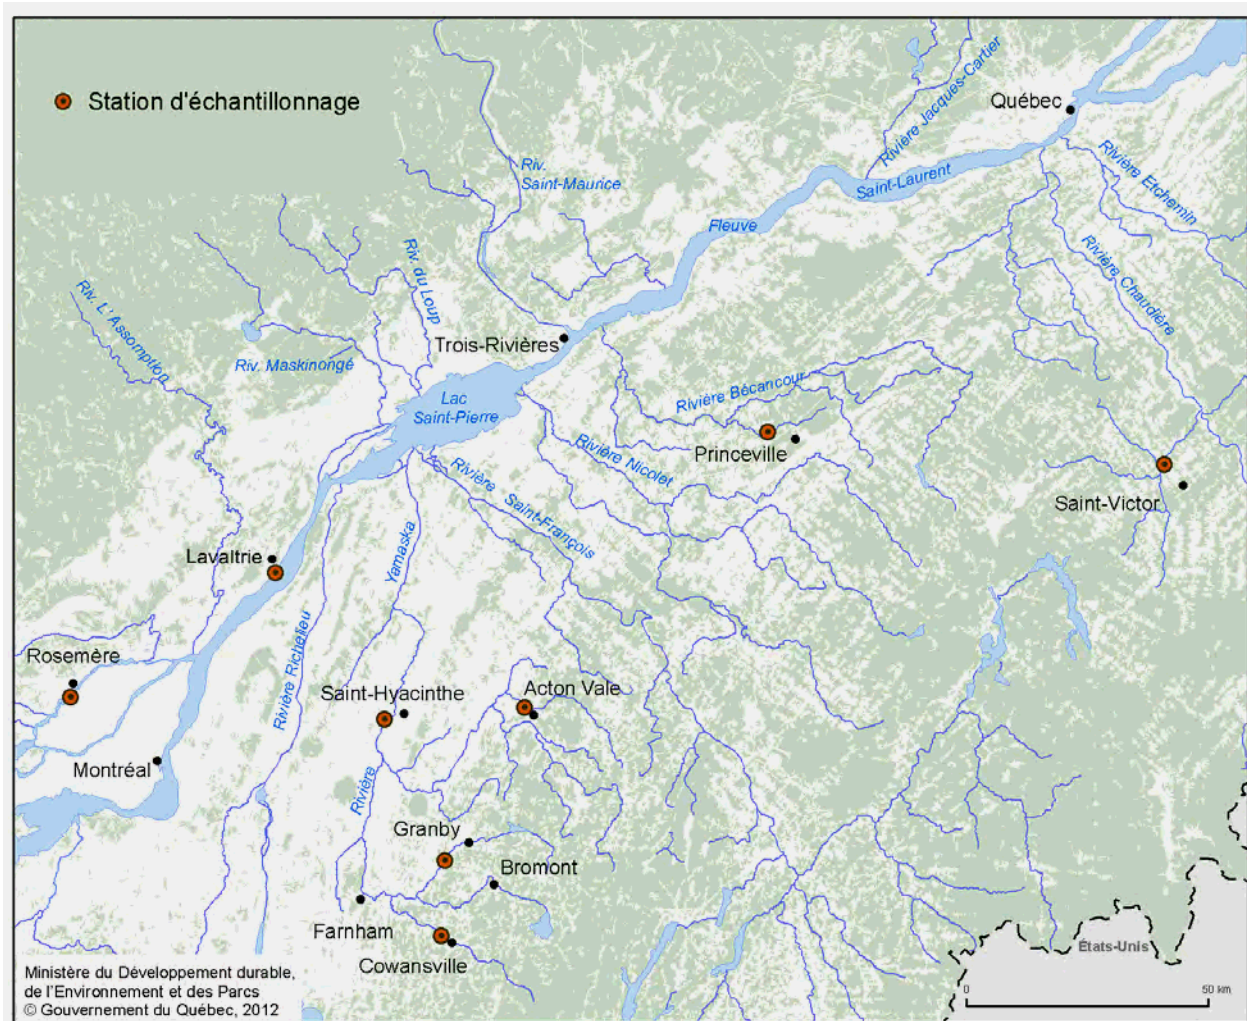 Station d'échantillonnage
Québec
Rivière Jacques-Cartier
Rivière Etchemin
Riv.
Saint-Maurice
Saint-Laurent
Fleuve
Rivière Chaudière
Riv. du Loup
Riv. L'Assomption
Trois-Rivières
Riv. Maskinongé
Lac
Saint-Pierre
Rivière Bécancour
Princeville
Rivière Nicolet
Rivière Saint-François
Saint-Victor
Lavaltrie
Yamaska
Rivière Richelieu
Rosemère
Saint-Hyacinthe
Acton Vale
Montréal
Rivière
Granby
Bromont
Farnham
Cowansville
États-Unis
Ministère du Développement durable,
de l'Environnement et des Parcs
© Gouvernement du Québec, 2012
0 50 km